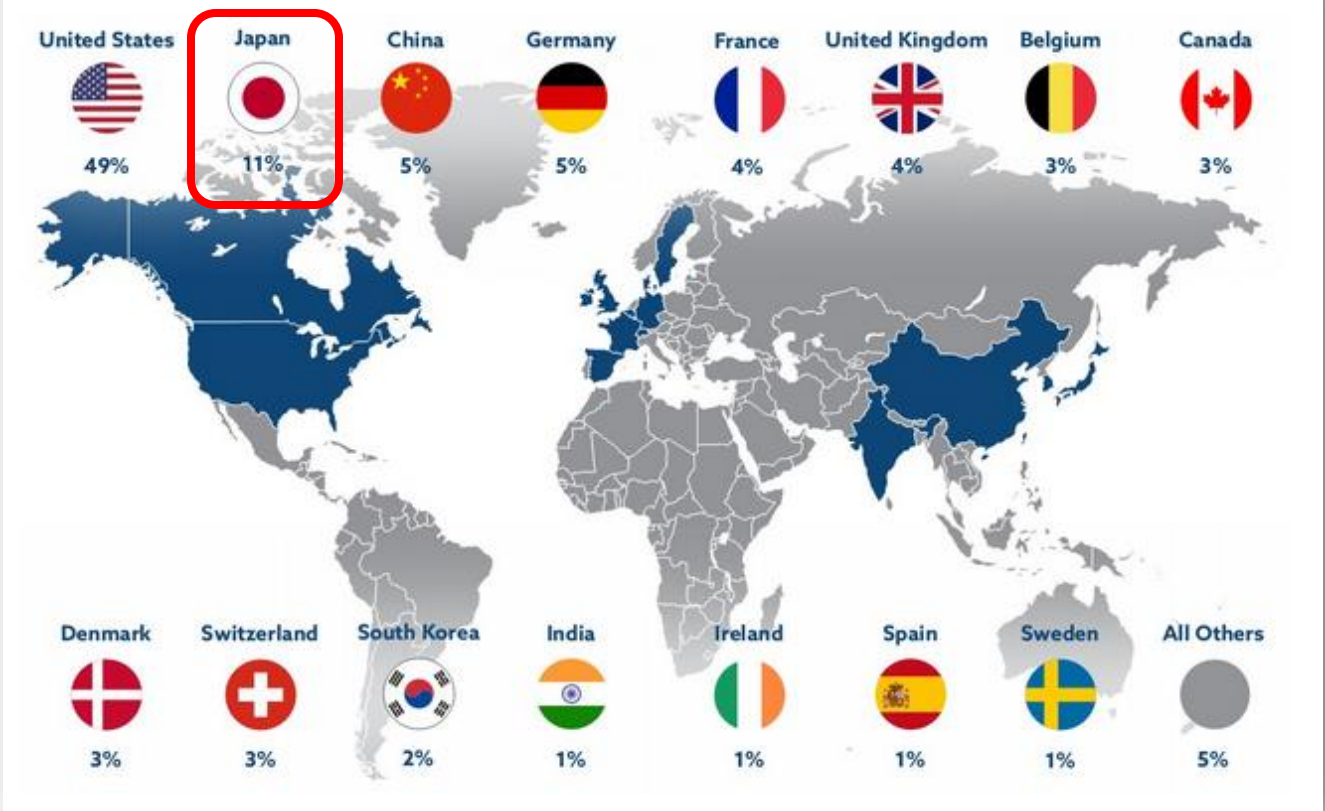 United States Japan China Germany France United Kingdom Belgium Canada
49% 11% 5% 5% 4% 4% 3% 3%
Denmark Switzerland South Korea India Ireland Spain Sweden All Others
3% 3% 2% 1% 1% 1% 1% 5%